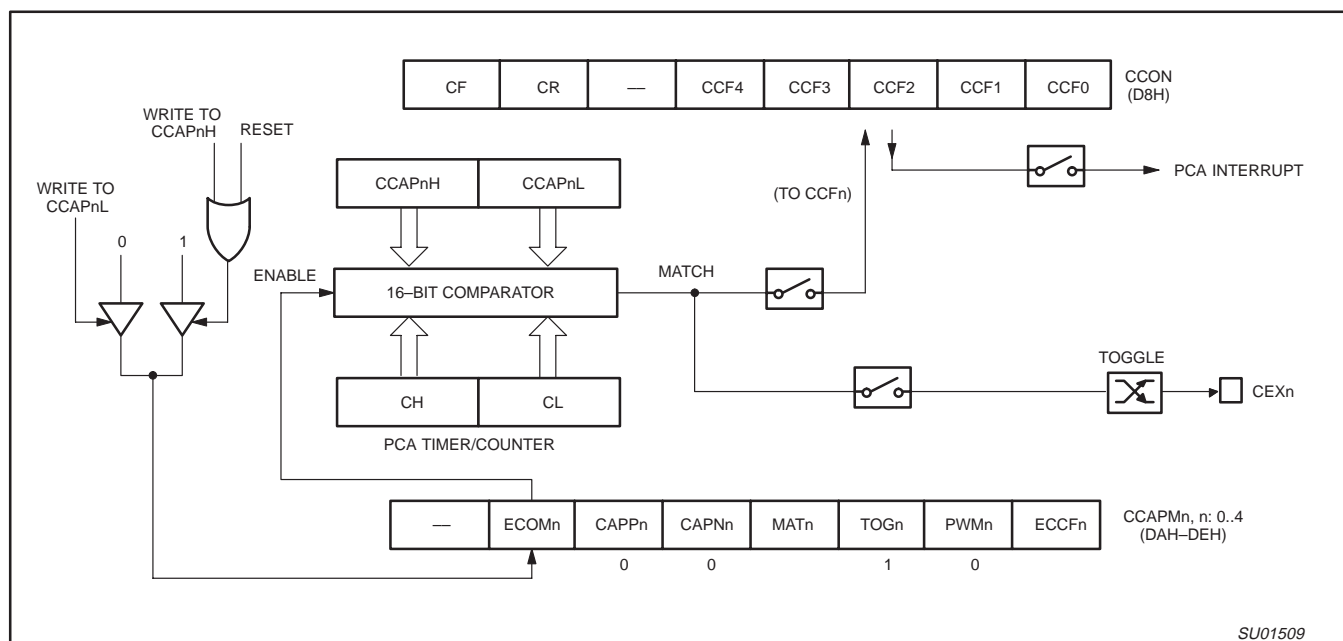 CF CR — CCF4 CCF3 CCF2 CCF1 CCF0
CCON
(D8H)
WRITE TO
CCAPnH
RESET
WRITE TO
CCAPnL
0
1
CCAPnH CCAPnL
(TO CCFn)
PCA INTERRUPT
ENABLE
16–BIT COMPARATOR
MATCH
TOGGLE
CH CL
CEXn
PCA TIMER/COUNTER
— ECOMn CAPPn CAPNn MATn TOGn PWMn ECCFn
CCAPMn, n: 0..4
(DAH–DEH)
0 0 1 0
SU01509